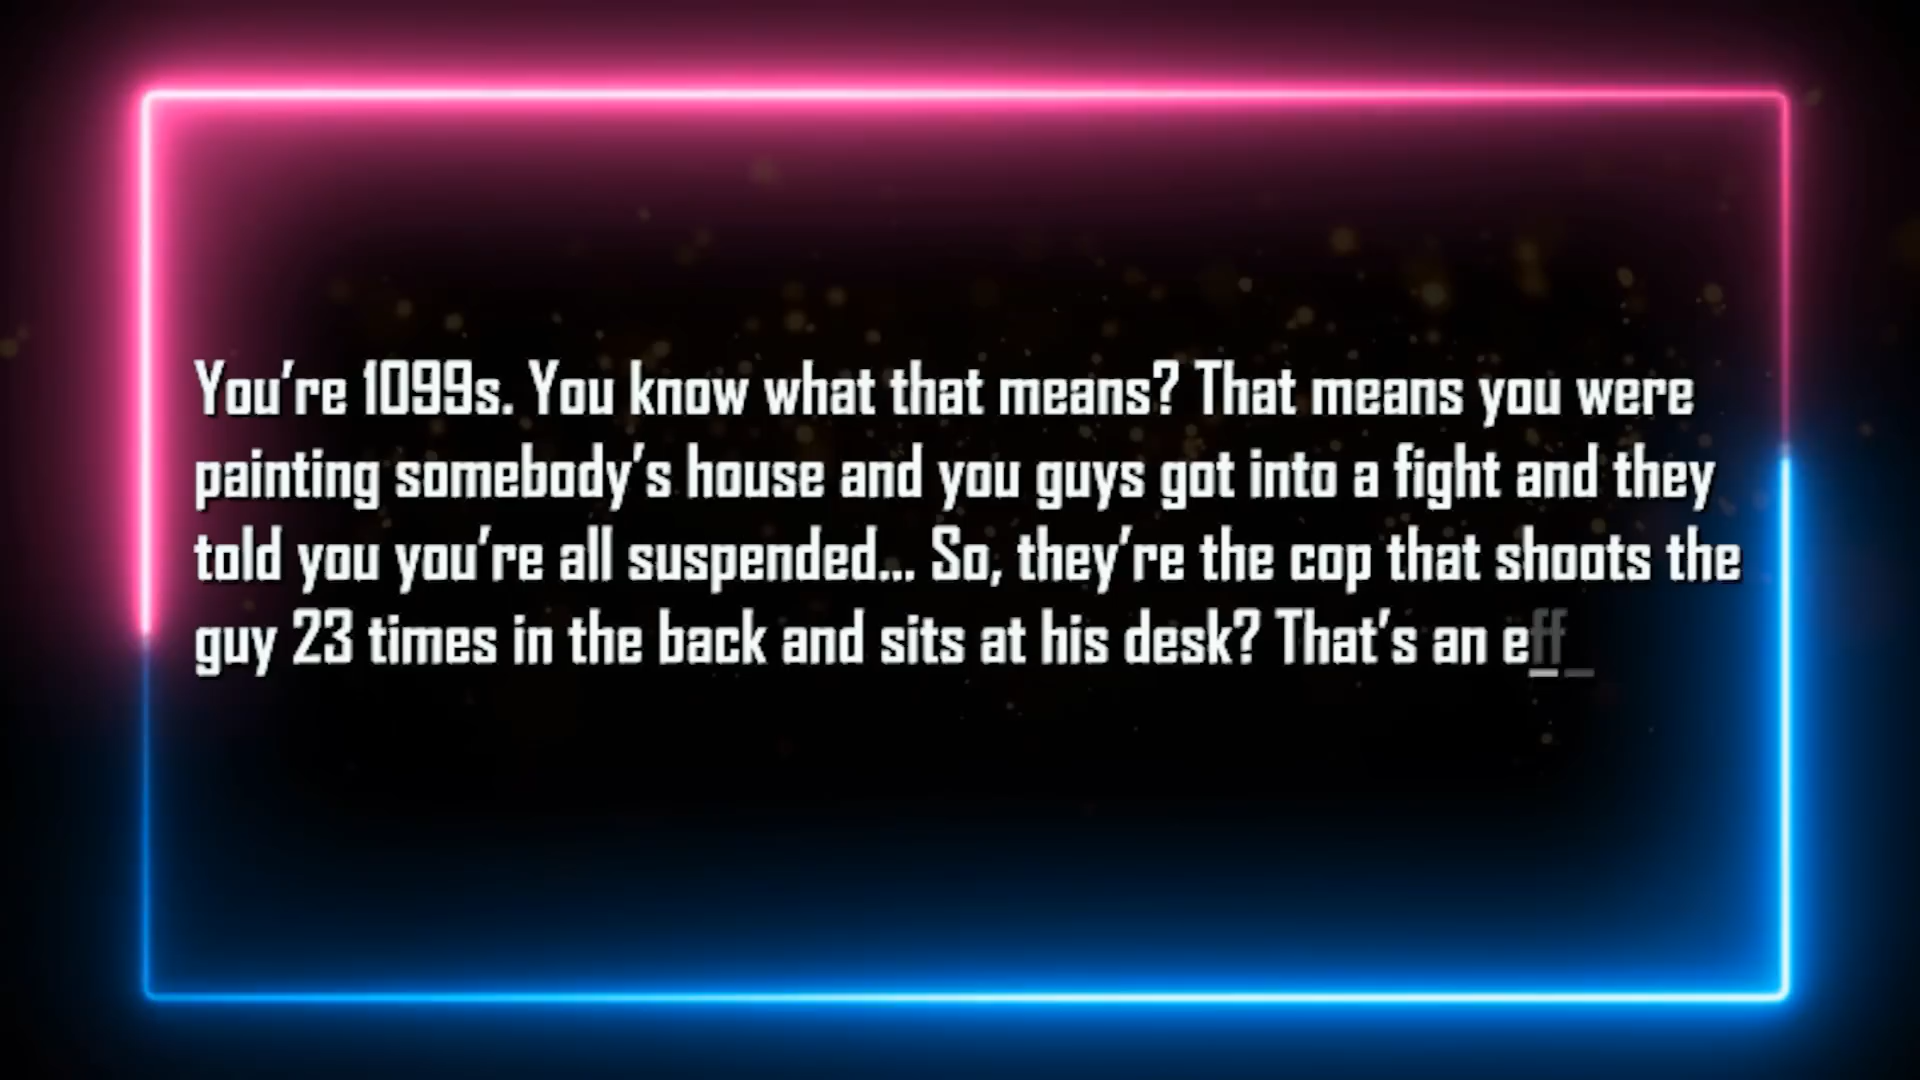 You're 1099s. You know what that means? That means you were
painting somebody's house and you guys got into a fight and they
told you you're all suspended... So, they're the cop that shoots the
guy 23 times in the back and sits at his desk? That's an eff_